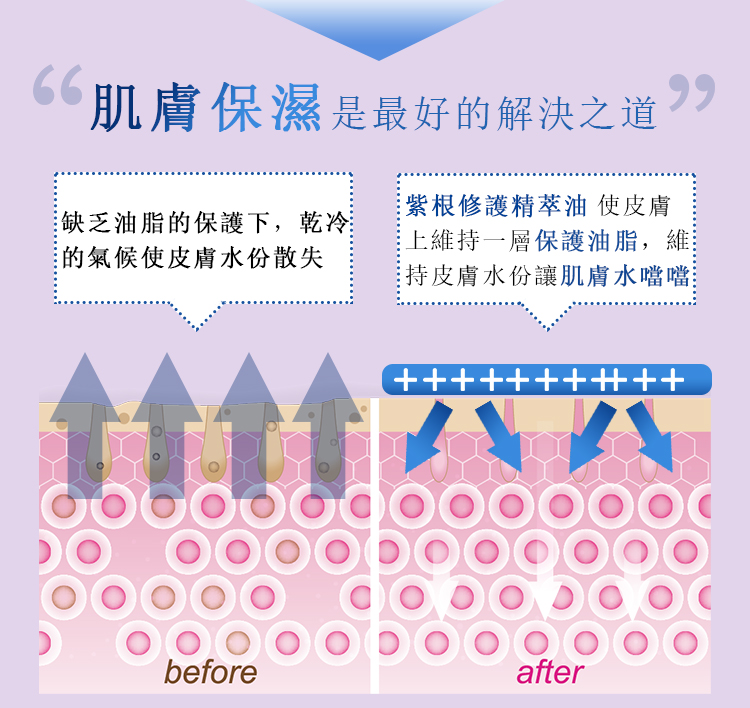 “肌膚保濕是最好的解決之道”
缺乏油脂的保護下，乾冷
的氣候使皮膚水份散失
紫根修護精萃油 使皮膚
上維持一層保護油脂，維
持皮膚水份讓肌膚水噹噹
before
after